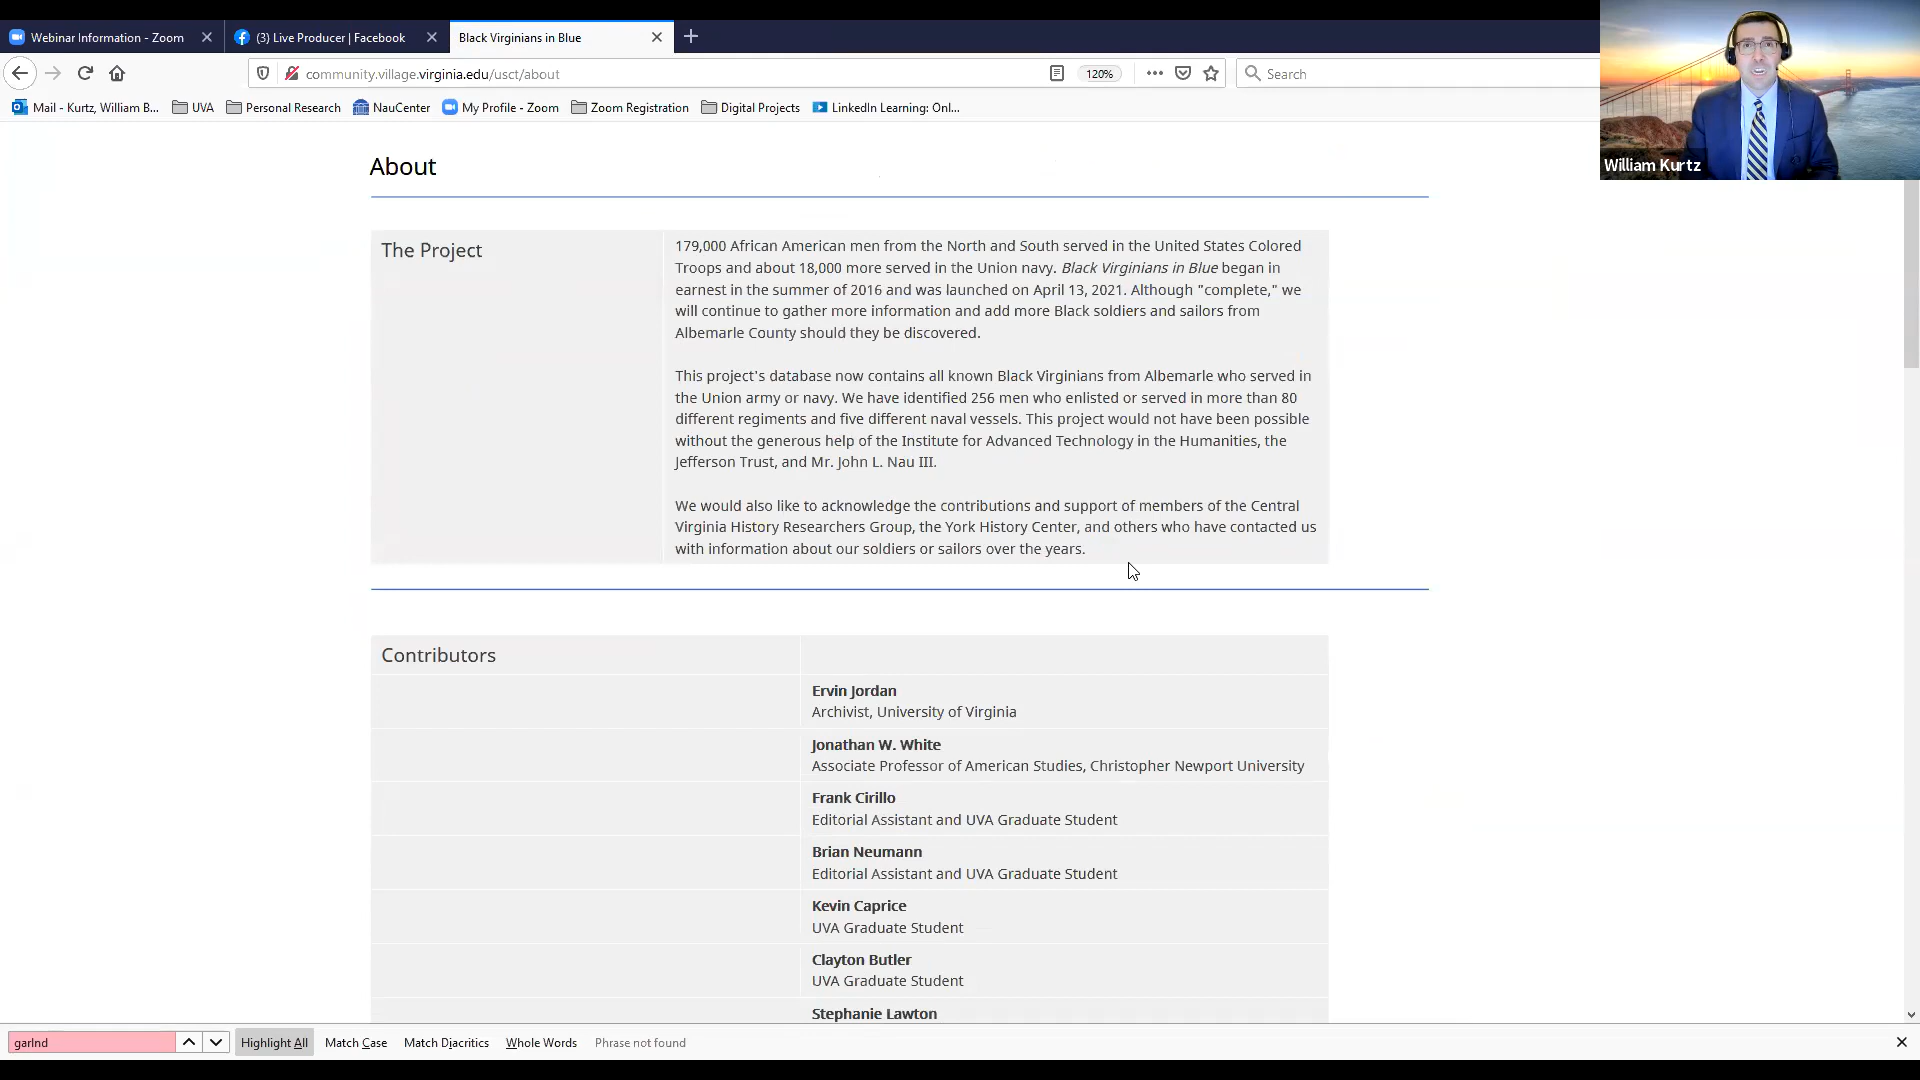 Webinar Information - Zoom
(3) Live Producer | Facebook
Black Virginians in Blue
community.village.virginia.edu/usct/about
120%
Search
Mail - Kurtz, William B...
UVA
Personal Research
NauCenter
My Profile - Zoom
Zoom Registration
Digital Projects
LinkedIn Learning: Onl...
William Kurtz
About
The Project
179,000 African American men from the North and South served in the United States Colored
Troops and about 18,000 more served in the Union navy. Black Virginians in Blue began in
earnest in the summer of 2016 and was launched on April 13, 2021. Although "complete," we
will continue to gather more information and add more Black soldiers and sailors from
Albemarle County should they be discovered.
This project's database now contains all known Black Virginians from Albemarle who served in
the Union army or navy. We have identified 256 men who enlisted or served in more than 80
different regiments and five different naval vessels. This project would not have been possible
without the generous help of the Institute for Advanced Technology in the Humanities, the
Jefferson Trust, and Mr. John L. Nau III.
We would also like to acknowledge the contributions and support of members of the Central
Virginia History Researchers Group, the York History Center, and others who have contacted us
with information about our soldiers or sailors over the years.
Contributors
Ervin Jordan
Archivist, University of Virginia
Jonathan W. White
Associate Professor of American Studies, Christopher Newport University
Frank Cirillo
Editorial Assistant and UVA Graduate Student
Brian Neumann
Editorial Assistant and UVA Graduate Student
Kevin Caprice
UVA Graduate Student
Clayton Butler
UVA Graduate Student
Stephanie Lawton
garlnd
Highlight All
Match Case
Match Diacritics
Whole Words
Phrase not found